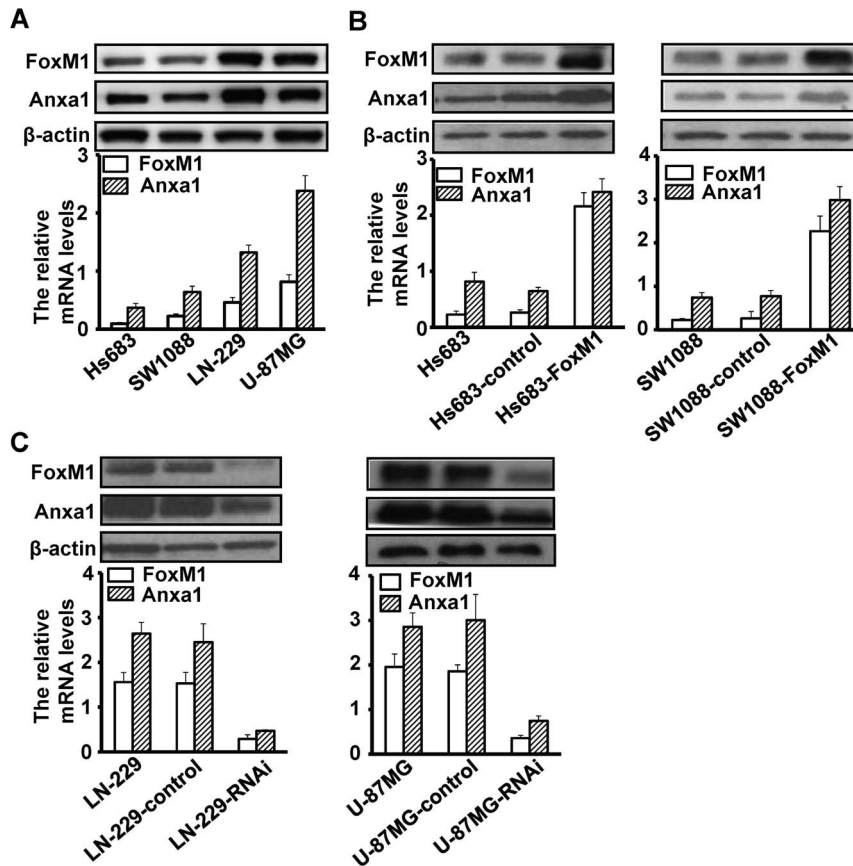 A
FoxM1
Anxa1
β-actin
The relative
mRNA levels
3
2
1
0
FoxM1
Anxa1
Hs683
SW1088
LN-229
U-87MG
B
FoxM1
Anxa1
β-actin
3
2
1
0
FoxM1
Anxa1
The relative
mRNA levels
Hs683
Hs683-control
Hs683-FoxM1
4
3
2
1
0
FoxM1
Anxa1
SW1088
SW1088-control
SW1088-FoxM1
C
FoxM1
Anxa1
β-actin
The relative
mRNA levels
4
3
2
1
0
FoxM1
Anxa1
LN-229
LN-229-control
LN-229-RNAi
4
3
2
1
0
FoxM1
Anxa1
U-87MG
U-87MG-control
U-87MG-RNAi